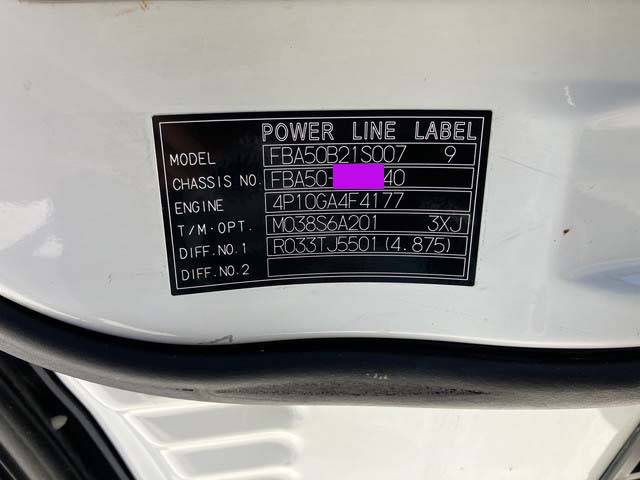 POWER LINE LABEL
MODEL FBA50B21S007 9
CHASSIS NO. FBA50- 40
ENGINE 4P10GA4F4177
T/M·OPT. M038S6A201 3XJ
DIFF.NO.1 R033TJ5501(4.875)
DIFF.NO.2